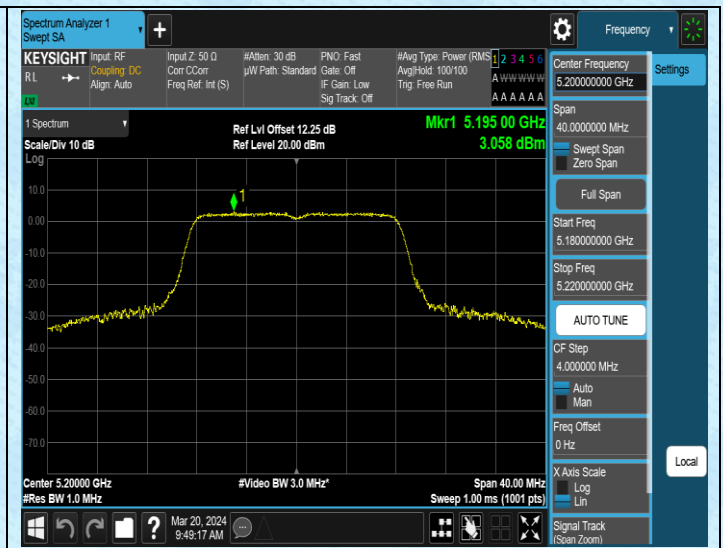 Spectrum Analyzer 1
Swept SA
+
Frequency
KEYSIGHT
RL
LXI
Input: RF
Coupling: DC
Align: Auto
Input Z: 50 Ω
Corr CCorr
Freq Ref: Int (S)
#Atten: 30 dB
µW Path: Standard
PNO: Fast
Gate: Off
IF Gain: Low
Sig Track: Off
#Avg Type: Power (RMS
Avg|Hold: 100/100
Trig: Free Run
1 2 3 4 5 6
A W W W W W
A A A A A A
1 Spectrum
Scale/Div 10 dB
Log
Ref Lvl Offset 12.25 dB
Ref Level 20.00 dBm
Mkr1 5.195 00 GHz
3.058 dBm
1
10.0
0.00
-10.0
-20.0
-30.0
-40.0
-50.0
-60.0
-70.0
Center 5.20000 GHz
#Res BW 1.0 MHz
#Video BW 3.0 MHz*
Span 40.00 MHz
Sweep 1.00 ms (1001 pts)
Center Frequency
5.200000000 GHz
Settings
Span
40.0000000 MHz
Swept Span
Zero Span
Full Span
Start Freq
5.180000000 GHz
Stop Freq
5.220000000 GHz
AUTO TUNE
CF Step
4.000000 MHz
Auto
Man
Freq Offset
0 Hz
X Axis Scale
Log
Lin
Local
Signal Track
(Span Zoom)
?
Mar 20, 2024
9:49:17 AM